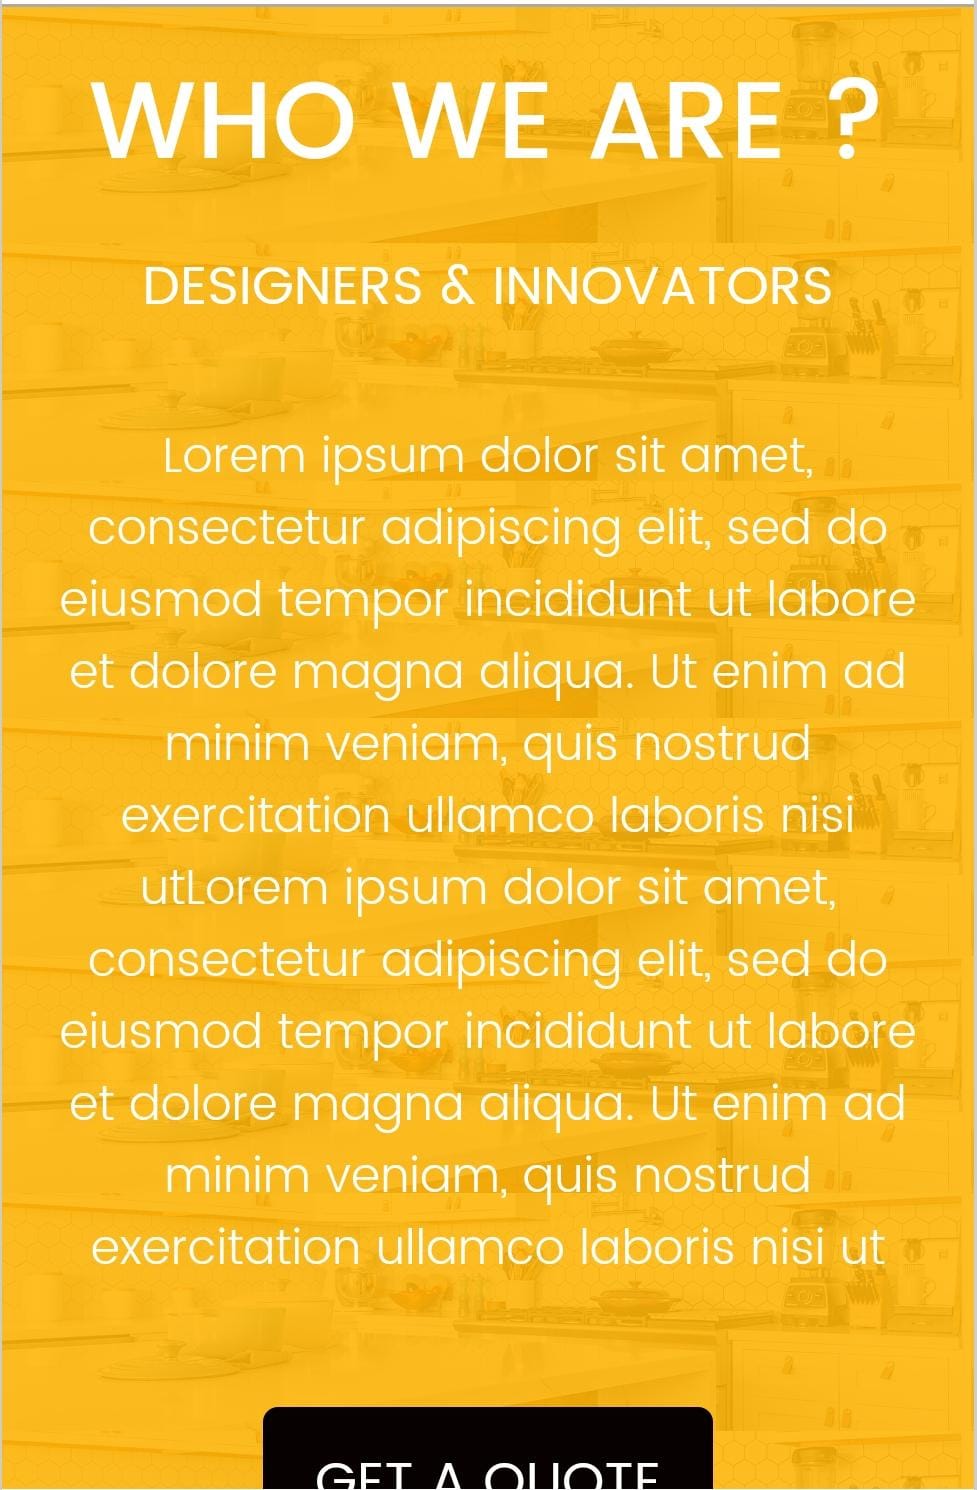 WHO WE ARE ?
DESIGNERS & INNOVATORS
Lorem ipsum dolor sit amet,
consectetur adipiscing elit, sed do
eiusmod tempor incididunt ut labore
et dolore magna aliqua. Ut enim ad
minim veniam, quis nostrud
exercitation ullamco laboris nisi
utLorem ipsum dolor sit amet,
consectetur adipiscing elit, sed do
eiusmod tempor incididunt ut labore
et dolore magna aliqua. Ut enim ad
minim veniam, quis nostrud
exercitation ullamco laboris nisi ut
GET A QUOTE